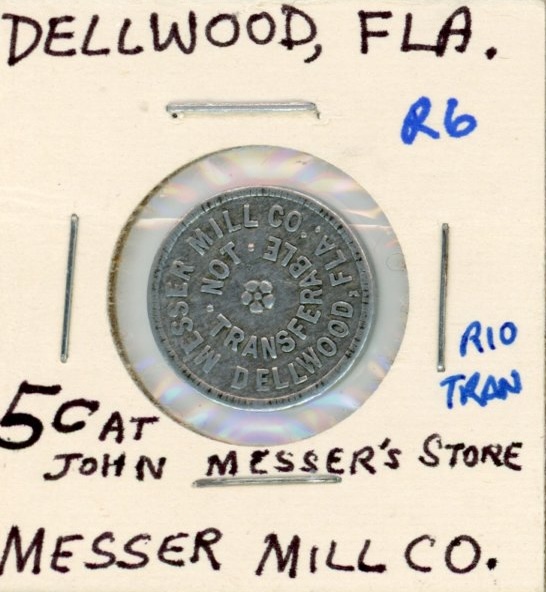 DELLWOOD, FLA.
R6
MESSER MILL CO.
DELLWOOD, FLA.
NOT TRANSFERABLE
R10
TRAN
5¢ AT
JOHN MESSER'S STORE
MESSER MILL CO.